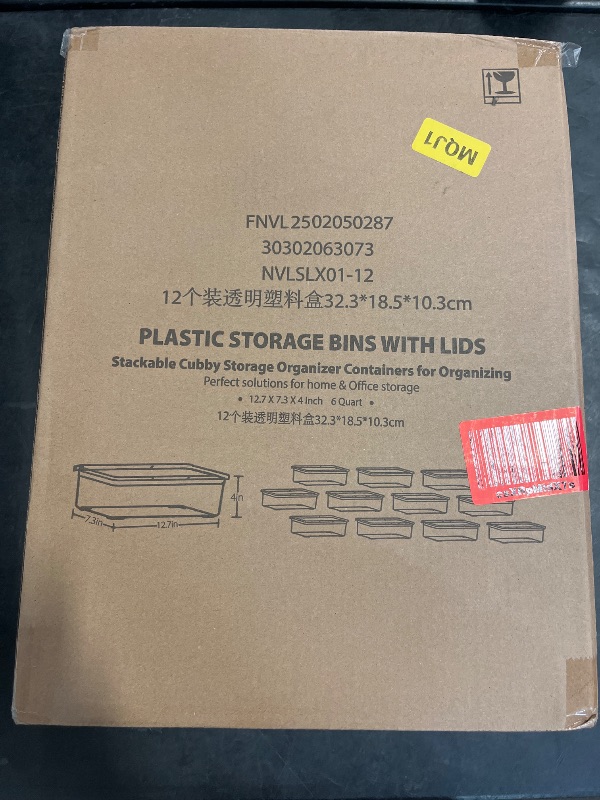 MQJ1
FNVL2502050287
30302063073
NVLSLX01-12
12个装透明塑料盒32.3*18.5*10.3cm
PLASTIC STORAGE BINS WITH LIDS
Stackable Cubby Storage Organizer Containers for Organizing
Perfect solutions for home & Office storage
• 12.7 X 7.3 X 4 Inch 6 Quart •
12个装透明塑料盒32.3*18.5*10.3cm
4in
7.3in
12.7in